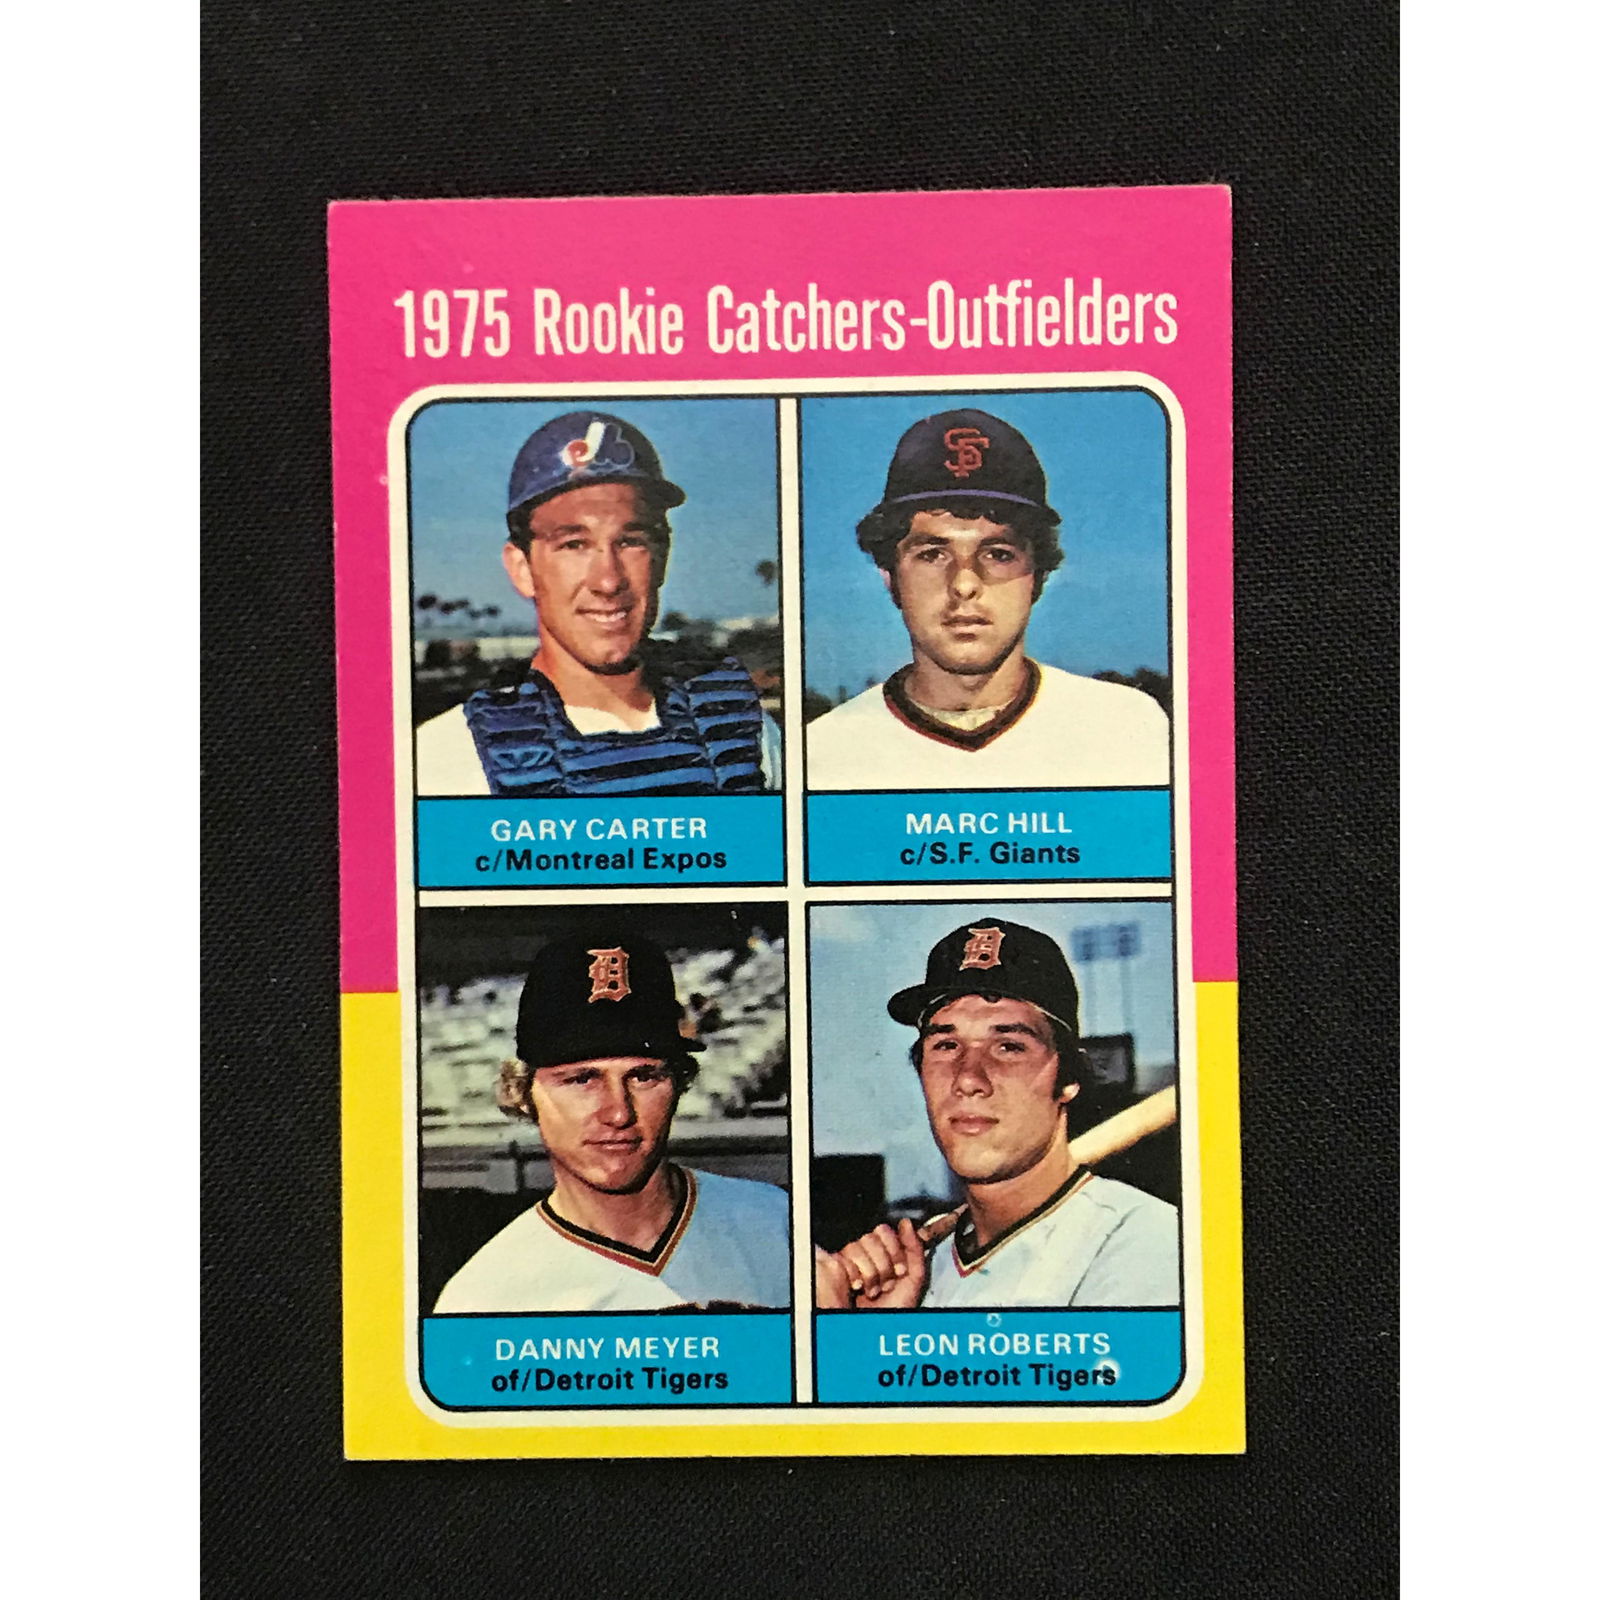 1975 Rookie Catchers-Outfielders
GARY CARTER
c/Montreal Expos
SF
MARC HILL
c/S.F. Giants
D
DANNY MEYER
of/Detroit Tigers
D
LEON ROBERTS
of/Detroit Tigers